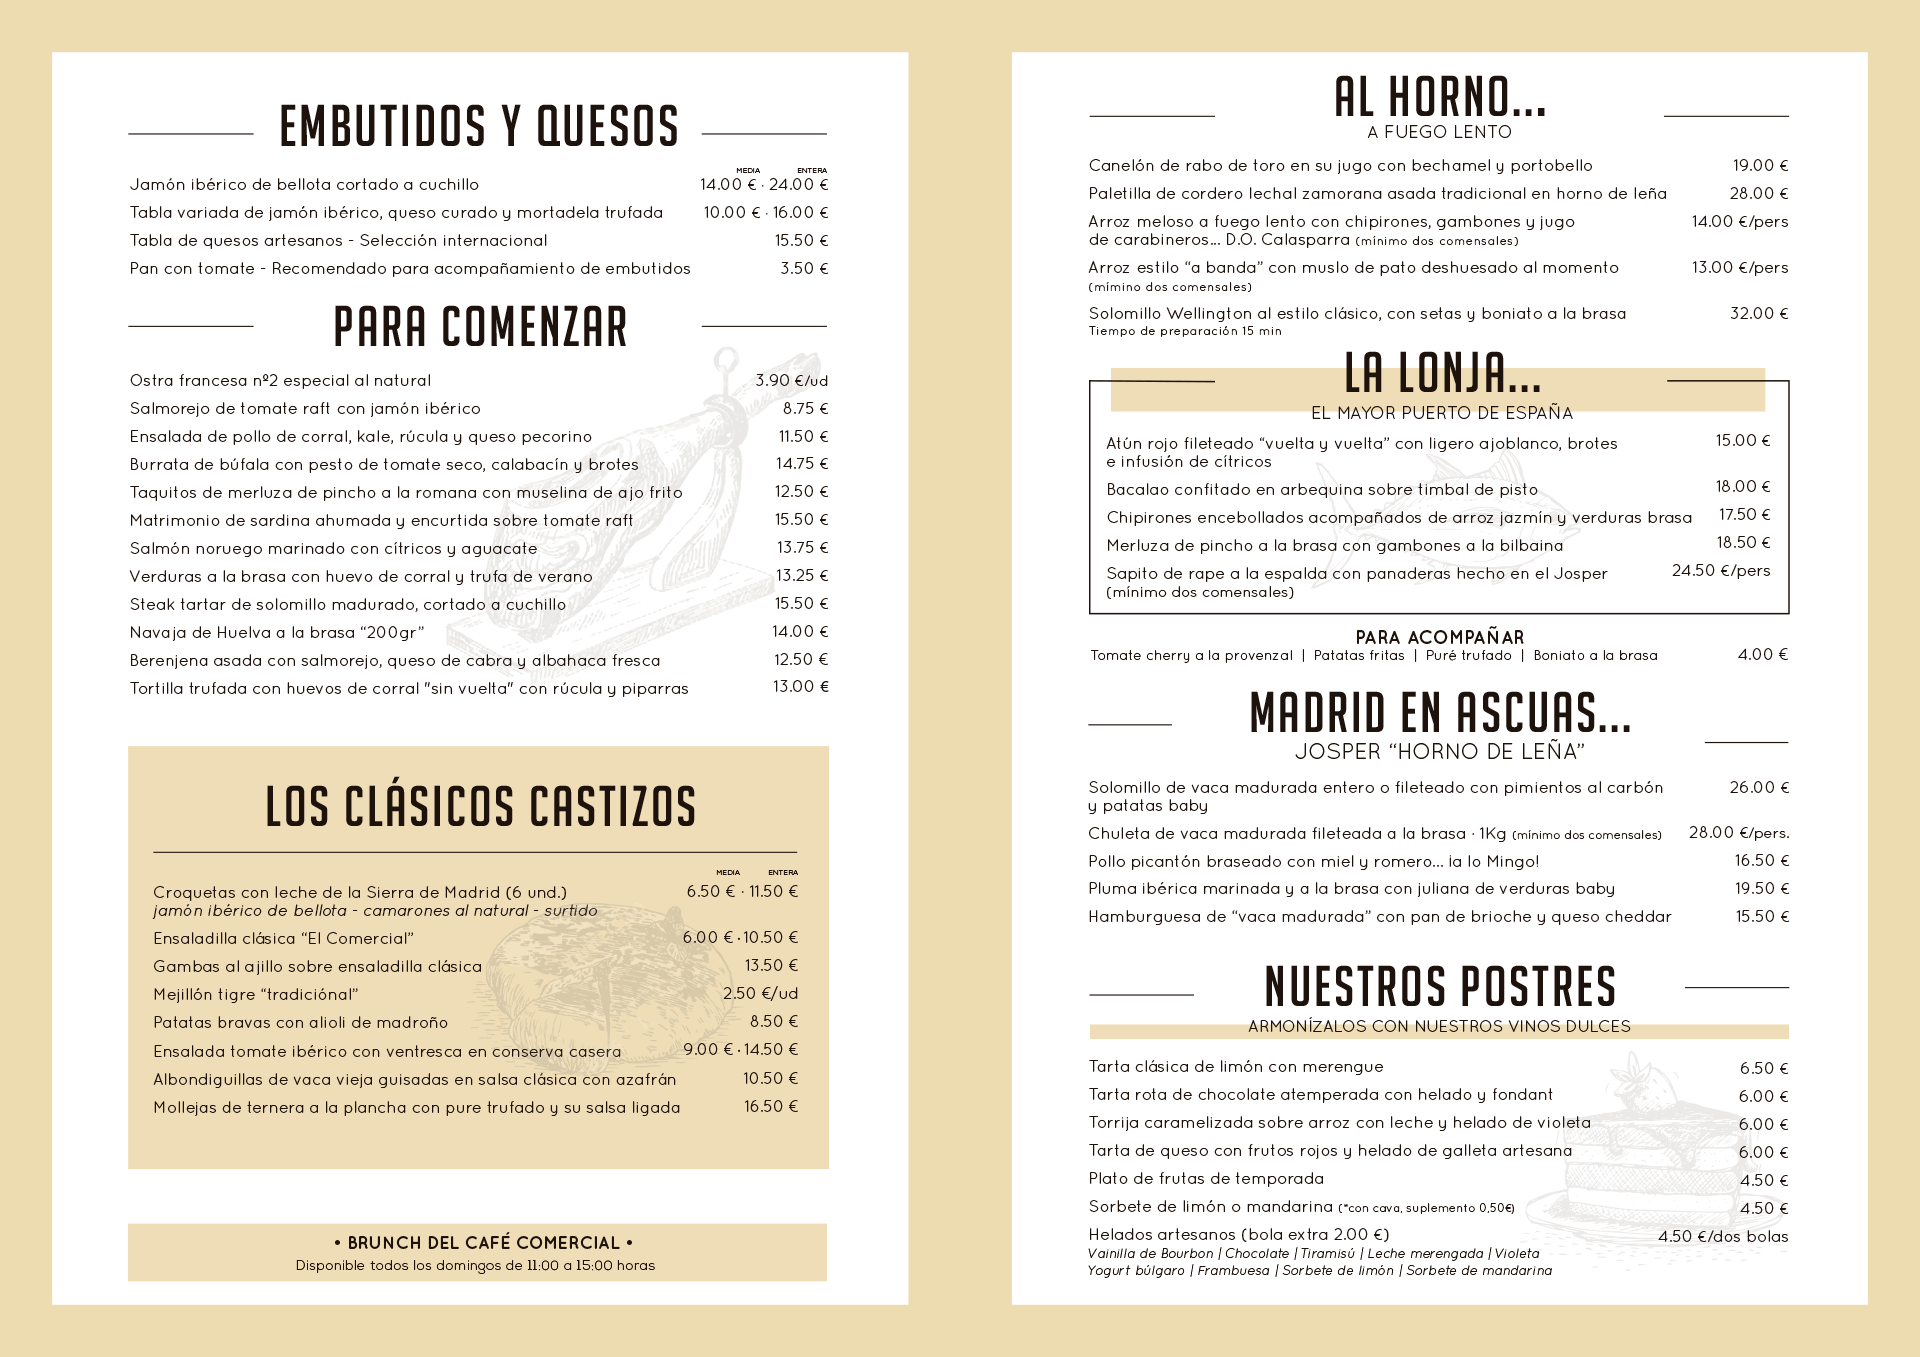 EMBUTIDOS Y QUESOS
MEDIA ENTERA
Jamón ibérico de bellota cortado a cuchillo 14.00 € · 24.00 €
Tabla variada de jamón ibérico, queso curado y mortadela trufada 10.00 € · 16.00 €
Tabla de quesos artesanos - Selección internacional 15.50 €
Pan con tomate - Recomendado para acompañamiento de embutidos 3.50 €
PARA COMENZAR
Ostra francesa nº2 especial al natural 3.90 €/ud
Salmorejo de tomate raft con jamón ibérico 8.75 €
Ensalada de pollo de corral, kale, rúcula y queso pecorino 11.50 €
Burrata de búfala con pesto de tomate seco, calabacín y brotes 14.75 €
Taquitos de merluza de pincho a la romana con muselina de ajo frito 12.50 €
Matrimonio de sardina ahumada y encurtida sobre tomate raft 15.50 €
Salmón noruego marinado con cítricos y aguacate 13.75 €
Verduras a la brasa con huevo de corral y trufa de verano 13.25 €
Steak tartar de solomillo madurado, cortado a cuchillo 15.50 €
Navaja de Huelva a la brasa “200gr” 14.00 €
Berenjena asada con salmorejo, queso de cabra y albahaca fresca 12.50 €
Tortilla trufada con huevos de corral "sin vuelta" con rúcula y piparras 13.00 €
LOS CLÁSICOS CASTIZOS
MEDIA ENTERA
Croquetas con leche de la Sierra de Madrid (6 und.) 6.50 € · 11.50 €
jamón ibérico de bellota - camarones al natural - surtido
Ensaladilla clásica “El Comercial” 6.00 € · 10.50 €
Gambas al ajillo sobre ensaladilla clásica 13.50 €
Mejillón tigre “tradiciónal” 2.50 €/ud
Patatas bravas con alioli de madroño 8.50 €
Ensalada tomate ibérico con ventresca en conserva casera 9.00 € · 14.50 €
Albondiguillas de vaca vieja guisadas en salsa clásica con azafrán 10.50 €
Mollejas de ternera a la plancha con pure trufado y su salsa ligada 16.50 €
• BRUNCH DEL CAFÉ COMERCIAL •
Disponible todos los domingos de 11:00 a 15:00 horas
AL HORNO...
A FUEGO LENTO
Canelón de rabo de toro en su jugo con bechamel y portobello 19.00 €
Paletilla de cordero lechal zamorana asada tradicional en horno de leña 28.00 €
Arroz meloso a fuego lento con chipirones, gambones y jugo 14.00 €/pers
de carabineros... D.O. Calasparra (mínimo dos comensales)
Arroz estilo “a banda” con muslo de pato deshuesado al momento 13.00 €/pers
(mímino dos comensales)
Solomillo Wellington al estilo clásico, con setas y boniato a la brasa 32.00 €
Tiempo de preparación 15 min
LA LONJA...
EL MAYOR PUERTO DE ESPAÑA
Atún rojo fileteado “vuelta y vuelta” con ligero ajoblanco, brotes 15.00 €
e infusión de cítricos
Bacalao confitado en arbequina sobre timbal de pisto 18.00 €
Chipirones encebollados acompañados de arroz jazmín y verduras brasa 17.50 €
Merluza de pincho a la brasa con gambones a la bilbaina 18.50 €
Sapito de rape a la espalda con panaderas hecho en el Josper 24.50 €/pers
(mínimo dos comensales)
PARA ACOMPAÑAR
Tomate cherry a la provenzal | Patatas fritas | Puré trufado | Boniato a la brasa 4.00 €
MADRID EN ASCUAS...
JOSPER “HORNO DE LEÑA”
Solomillo de vaca madurada entero o fileteado con pimientos al carbón 26.00 €
y patatas baby
Chuleta de vaca madurada fileteada a la brasa · 1Kg (mínimo dos comensales) 28.00 €/pers.
Pollo picantón braseado con miel y romero... ¡a lo Mingo! 16.50 €
Pluma ibérica marinada y a la brasa con juliana de verduras baby 19.50 €
Hamburguesa de “vaca madurada” con pan de brioche y queso cheddar 15.50 €
NUESTROS POSTRES
ARMONÍZALOS CON NUESTROS VINOS DULCES
Tarta clásica de limón con merengue 6.50 €
Tarta rota de chocolate atemperada con helado y fondant 6.00 €
Torrija caramelizada sobre arroz con leche y helado de violeta 6.00 €
Tarta de queso con frutos rojos y helado de galleta artesana 6.00 €
Plato de frutas de temporada 4.50 €
Sorbete de limón o mandarina (*con cava, suplemento 0,50€) 4.50 €
Helados artesanos (bola extra 2.00 €) 4.50 €/dos bolas
Vainilla de Bourbon | Chocolate | Tiramisú | Leche merengada | Violeta
Yogurt búlgaro | Frambuesa | Sorbete de limón | Sorbete de mandarina